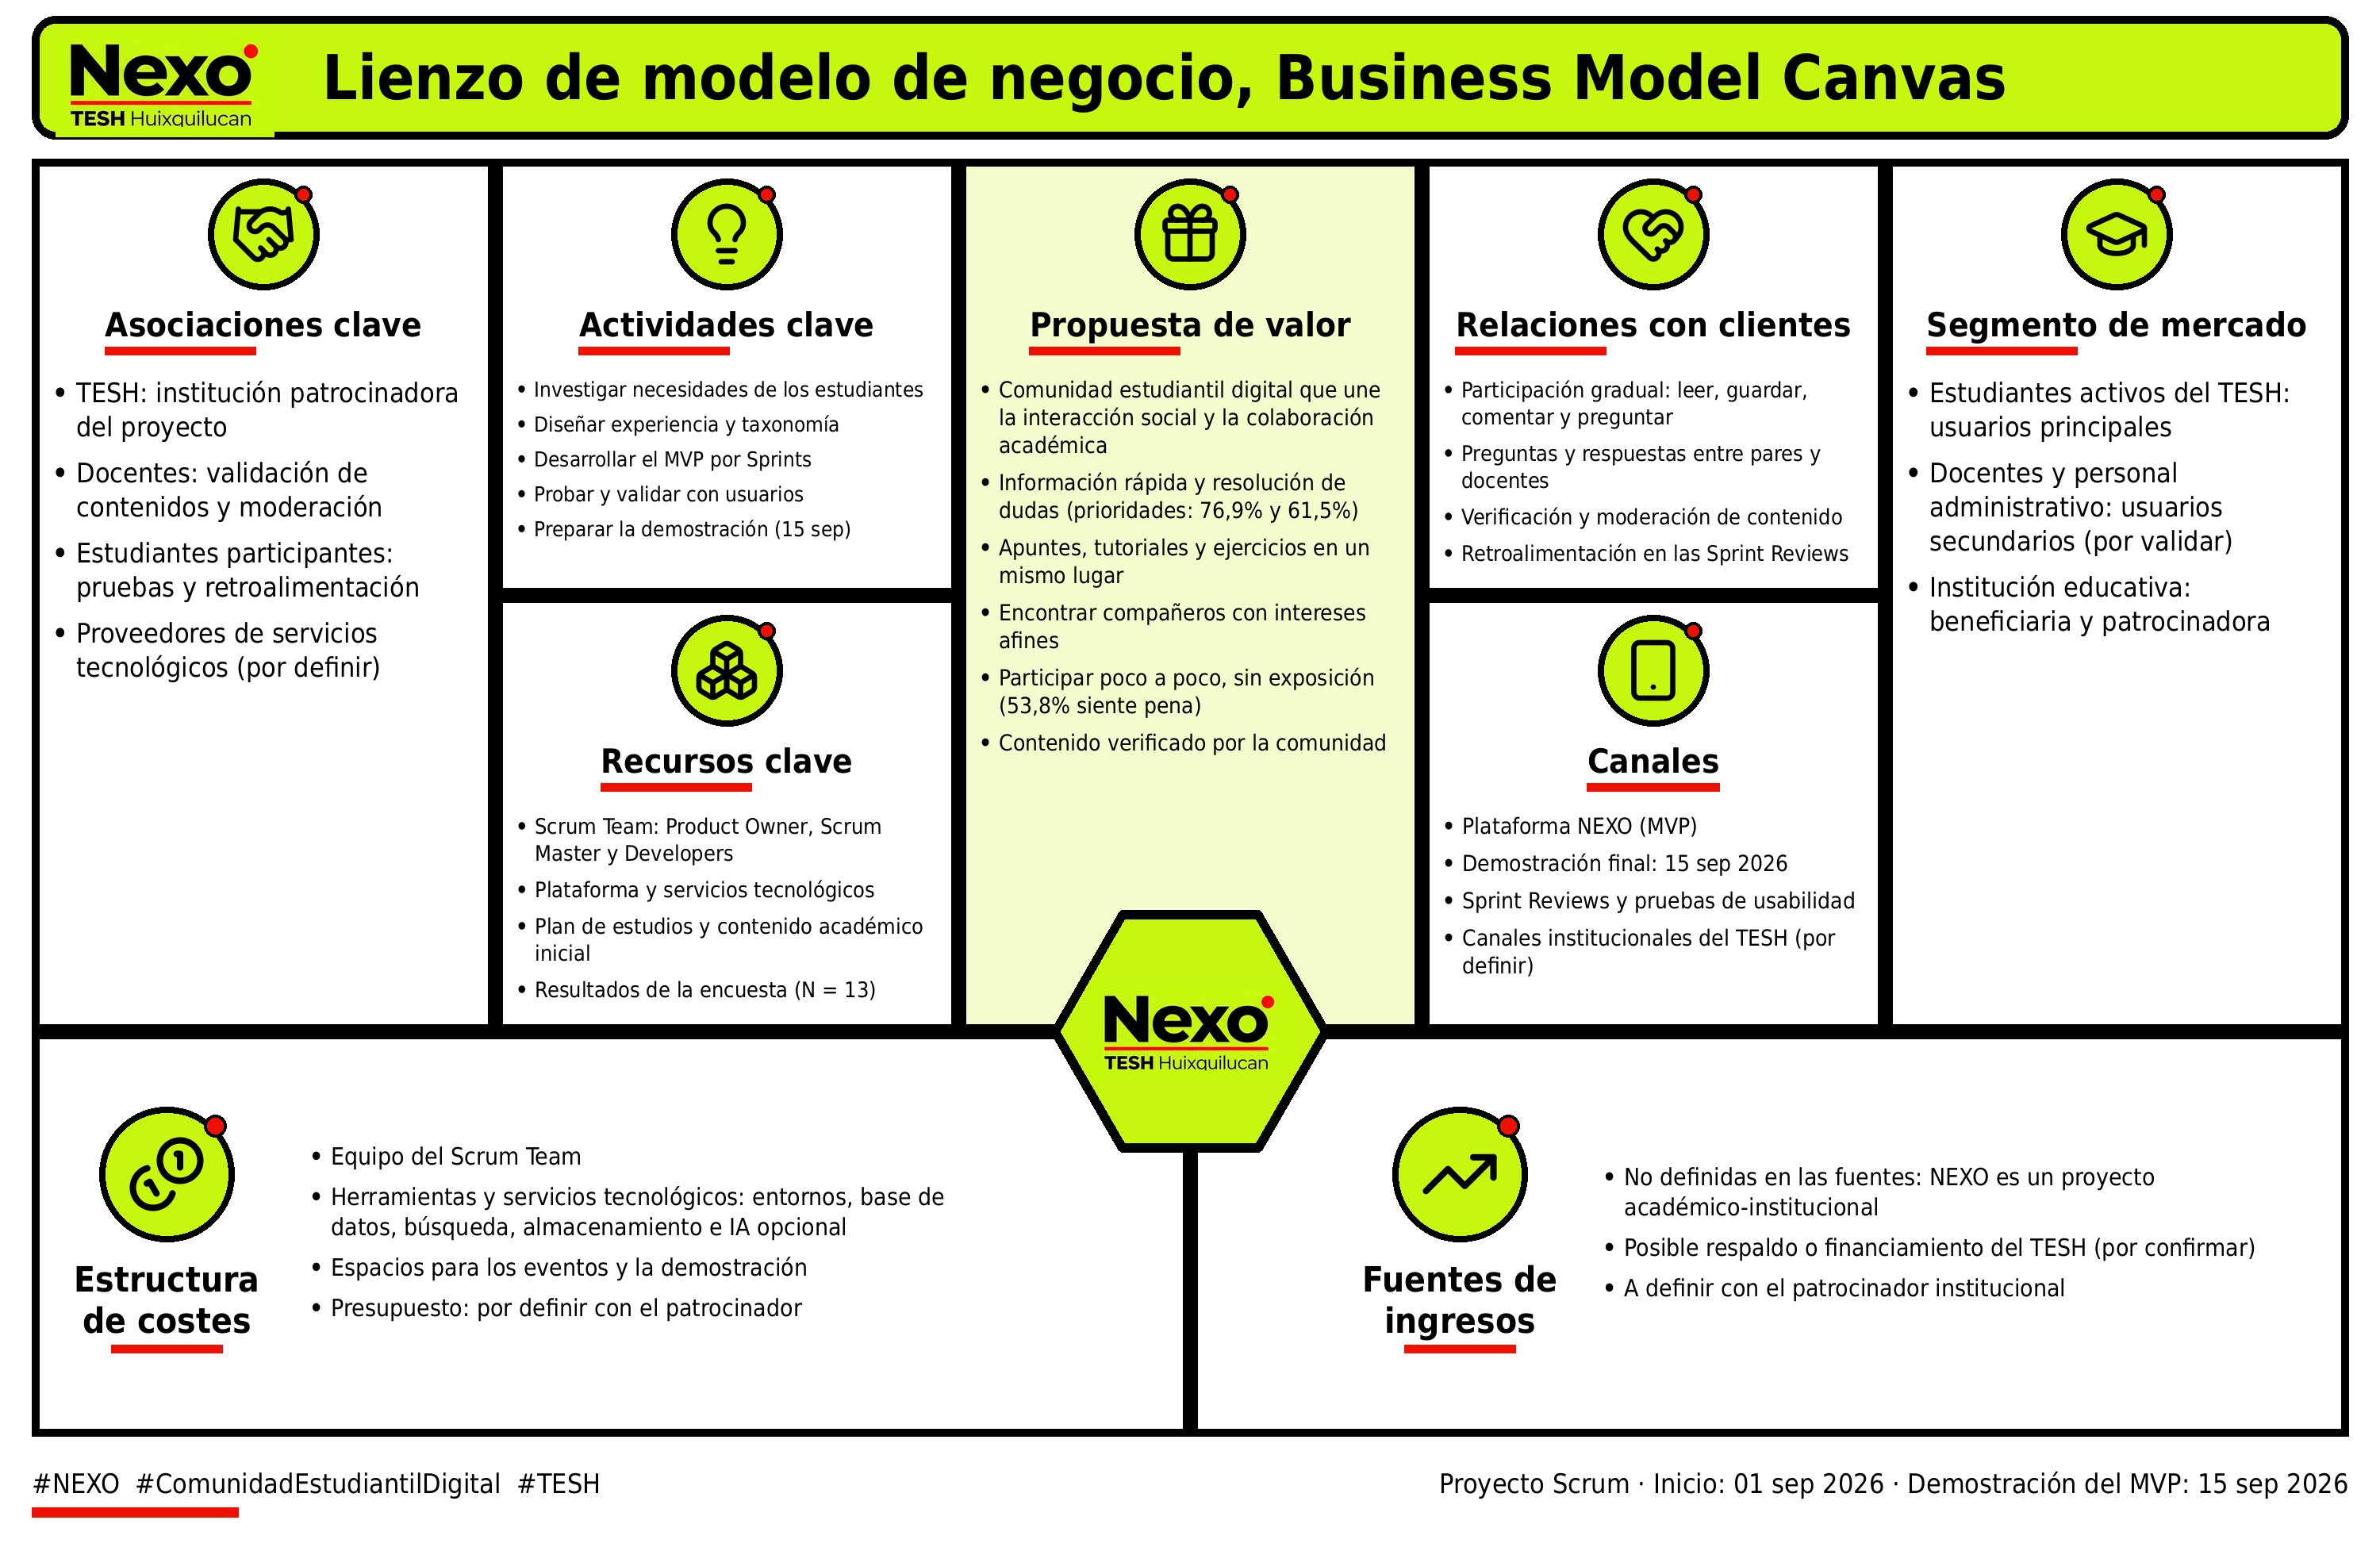 Nexo
TESH Huixquilucan
Lienzo de modelo de negocio, Business Model Canvas
Asociaciones clave
• TESH: institución patrocinadora
del proyecto
• Docentes: validación de
contenidos y moderación
• Estudiantes participantes:
pruebas y retroalimentación
• Proveedores de servicios
tecnológicos (por definir)
Actividades clave
• Investigar necesidades de los estudiantes
• Diseñar experiencia y taxonomía
• Desarrollar el MVP por Sprints
• Probar y validar con usuarios
• Preparar la demostración (15 sep)
Recursos clave
• Scrum Team: Product Owner, Scrum
Master y Developers
• Plataforma y servicios tecnológicos
• Plan de estudios y contenido académico
inicial
• Resultados de la encuesta (N = 13)
Propuesta de valor
• Comunidad estudiantil digital que une
la interacción social y la colaboración
académica
• Información rápida y resolución de
dudas (prioridades: 76,9% y 61,5%)
• Apuntes, tutoriales y ejercicios en un
mismo lugar
• Encontrar compañeros con intereses
afines
• Participar poco a poco, sin exposición
(53,8% siente pena)
• Contenido verificado por la comunidad
Relaciones con clientes
• Participación gradual: leer, guardar,
comentar y preguntar
• Preguntas y respuestas entre pares y
docentes
• Verificación y moderación de contenido
• Retroalimentación en las Sprint Reviews
Canales
• Plataforma NEXO (MVP)
• Demostración final: 15 sep 2026
• Sprint Reviews y pruebas de usabilidad
• Canales institucionales del TESH (por
definir)
Segmento de mercado
• Estudiantes activos del TESH:
usuarios principales
• Docentes y personal
administrativo: usuarios
secundarios (por validar)
• Institución educativa:
beneficiaria y patrocinadora
Nexo
TESH Huixquilucan
Estructura
de costes
• Equipo del Scrum Team
• Herramientas y servicios tecnológicos: entornos, base de
datos, búsqueda, almacenamiento e IA opcional
• Espacios para los eventos y la demostración
• Presupuesto: por definir con el patrocinador
Fuentes de
ingresos
• No definidas en las fuentes: NEXO es un proyecto
académico-institucional
• Posible respaldo o financiamiento del TESH (por confirmar)
• A definir con el patrocinador institucional
#NEXO #ComunidadEstudiantilDigital #TESH
Proyecto Scrum · Inicio: 01 sep 2026 · Demostración del MVP: 15 sep 2026